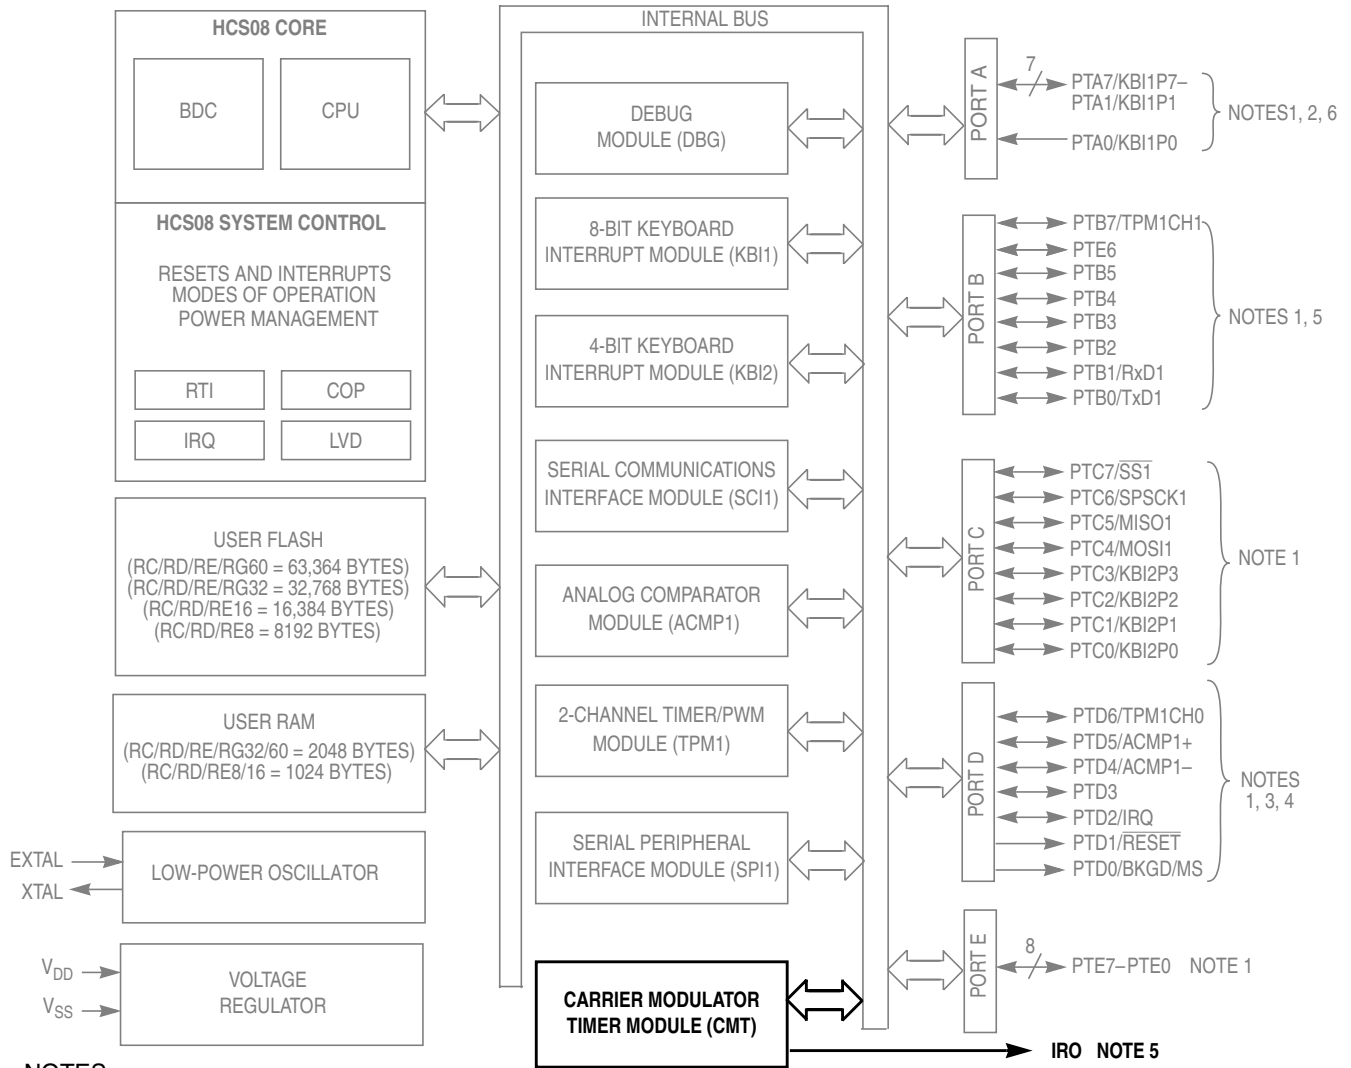 HCS08 CORE
BDC
CPU
HCS08 SYSTEM CONTROL
RESETS AND INTERRUPTS
MODES OF OPERATION
POWER MANAGEMENT
RTI
COP
IRQ
LVD
USER FLASH
(RC/RD/RE/RG60 = 63,364 BYTES)
(RC/RD/RE/RG32 = 32,768 BYTES)
(RC/RD/RE16 = 16,384 BYTES)
(RC/RD/RE8 = 8192 BYTES)
USER RAM
(RC/RD/RE/RG32/60 = 2048 BYTES)
(RC/RD/RE8/16 = 1024 BYTES)
EXTAL
XTAL
LOW-POWER OSCILLATOR
VDD
VSS
VOLTAGE
REGULATOR
INTERNAL BUS
DEBUG
MODULE (DBG)
8-BIT KEYBOARD
INTERRUPT MODULE (KBI1)
4-BIT KEYBOARD
INTERRUPT MODULE (KBI2)
SERIAL COMMUNICATIONS
INTERFACE MODULE (SCI1)
ANALOG COMPARATOR
MODULE (ACMP1)
2-CHANNEL TIMER/PWM
MODULE (TPM1)
SERIAL PERIPHERAL
INTERFACE MODULE (SPI1)
CARRIER MODULATOR
TIMER MODULE (CMT)
PORT A
7
PTA7/KBI1P7–
PTA1/KBI1P1
PTA0/KBI1P0
NOTES1, 2, 6
PORT B
PTB7/TPM1CH1
PTE6
PTB5
PTB4
PTB3
PTB2
PTB1/RxD1
PTB0/TxD1
NOTES 1, 5
PORT C
PTC7/SS1
PTC6/SPSCK1
PTC5/MISO1
PTC4/MOSI1
PTC3/KBI2P3
PTC2/KBI2P2
PTC1/KBI2P1
PTC0/KBI2P0
NOTE 1
PORT D
PTD6/TPM1CH0
PTD5/ACMP1+
PTD4/ACMP1–
PTD3
PTD2/IRQ
PTD1/RESET
PTD0/BKGD/MS
NOTES
1, 3, 4
PORT E
8
PTE7–PTE0 NOTE 1
IRO NOTE 5
NOTES